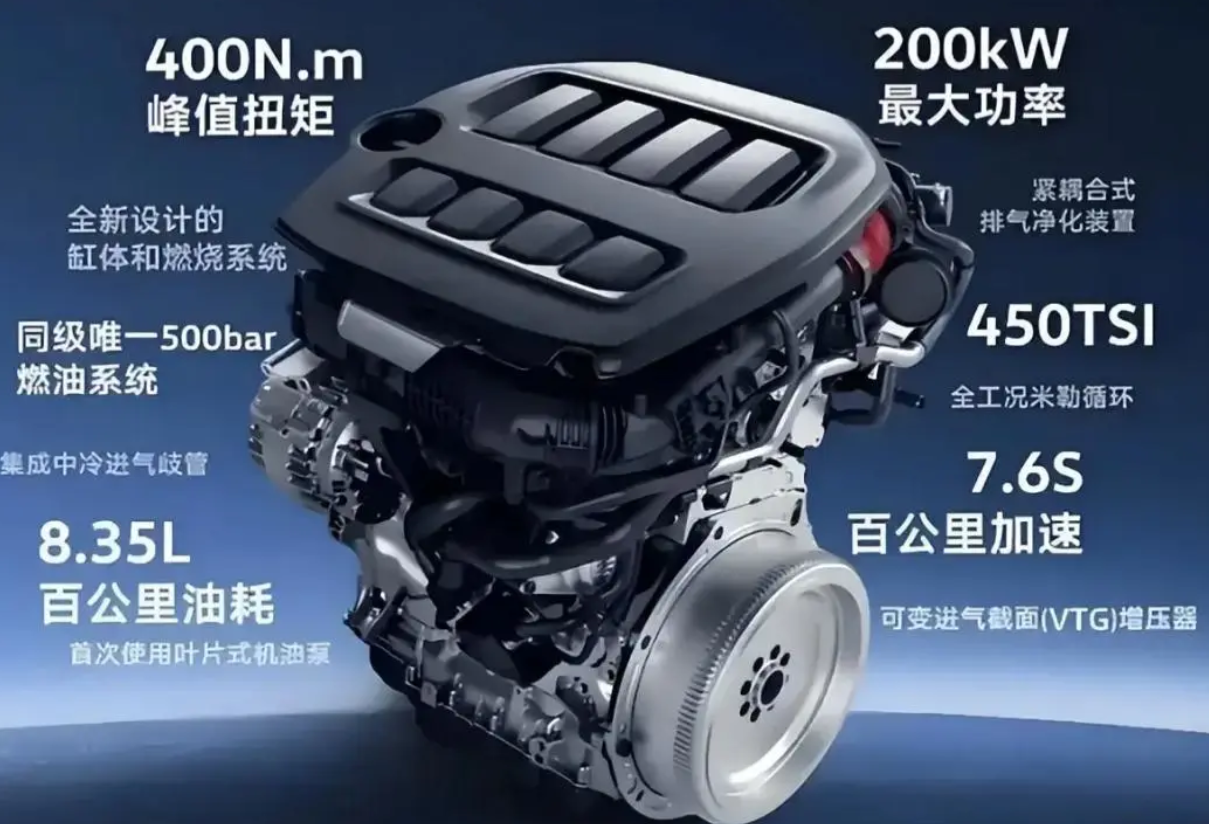 400N.m
峰值扭矩
全新设计的
缸体和燃烧系统
同级唯一500bar
燃油系统
集成中冷进气歧管
8.35L
百公里油耗
首次使用叶片式机油泵
200kW
最大功率
紧耦合式
排气净化装置
450TSI
全工况米勒循环
7.6S
百公里加速
可变进气截面(VTG)增压器